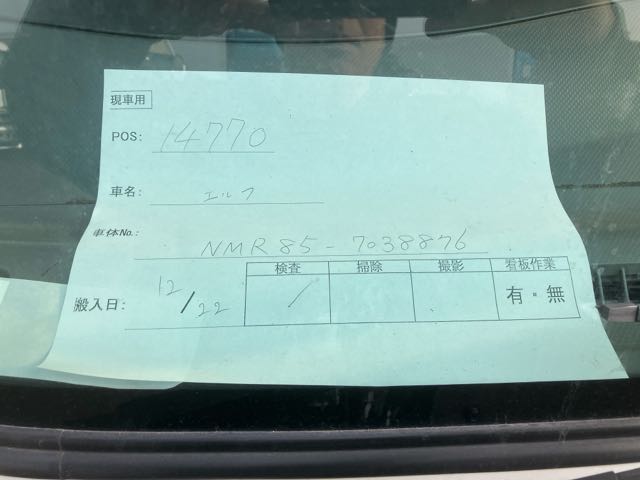 現車用
POS: 14770
車名: エルフ
車体No.: NMR85-7038876
検査 掃除 撮影 看板作業
搬入日: 12/22 / 有・無